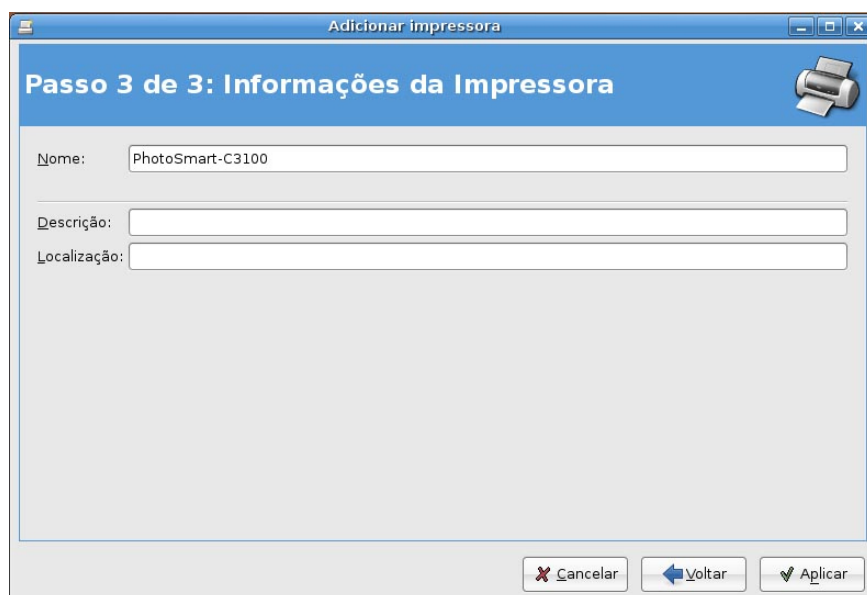 Adicionar impressora
Passo 3 de 3: Informações da Impressora
Nome: PhotoSmart-C3100
Descrição:
Localização:
Cancelar Voltar Aplicar